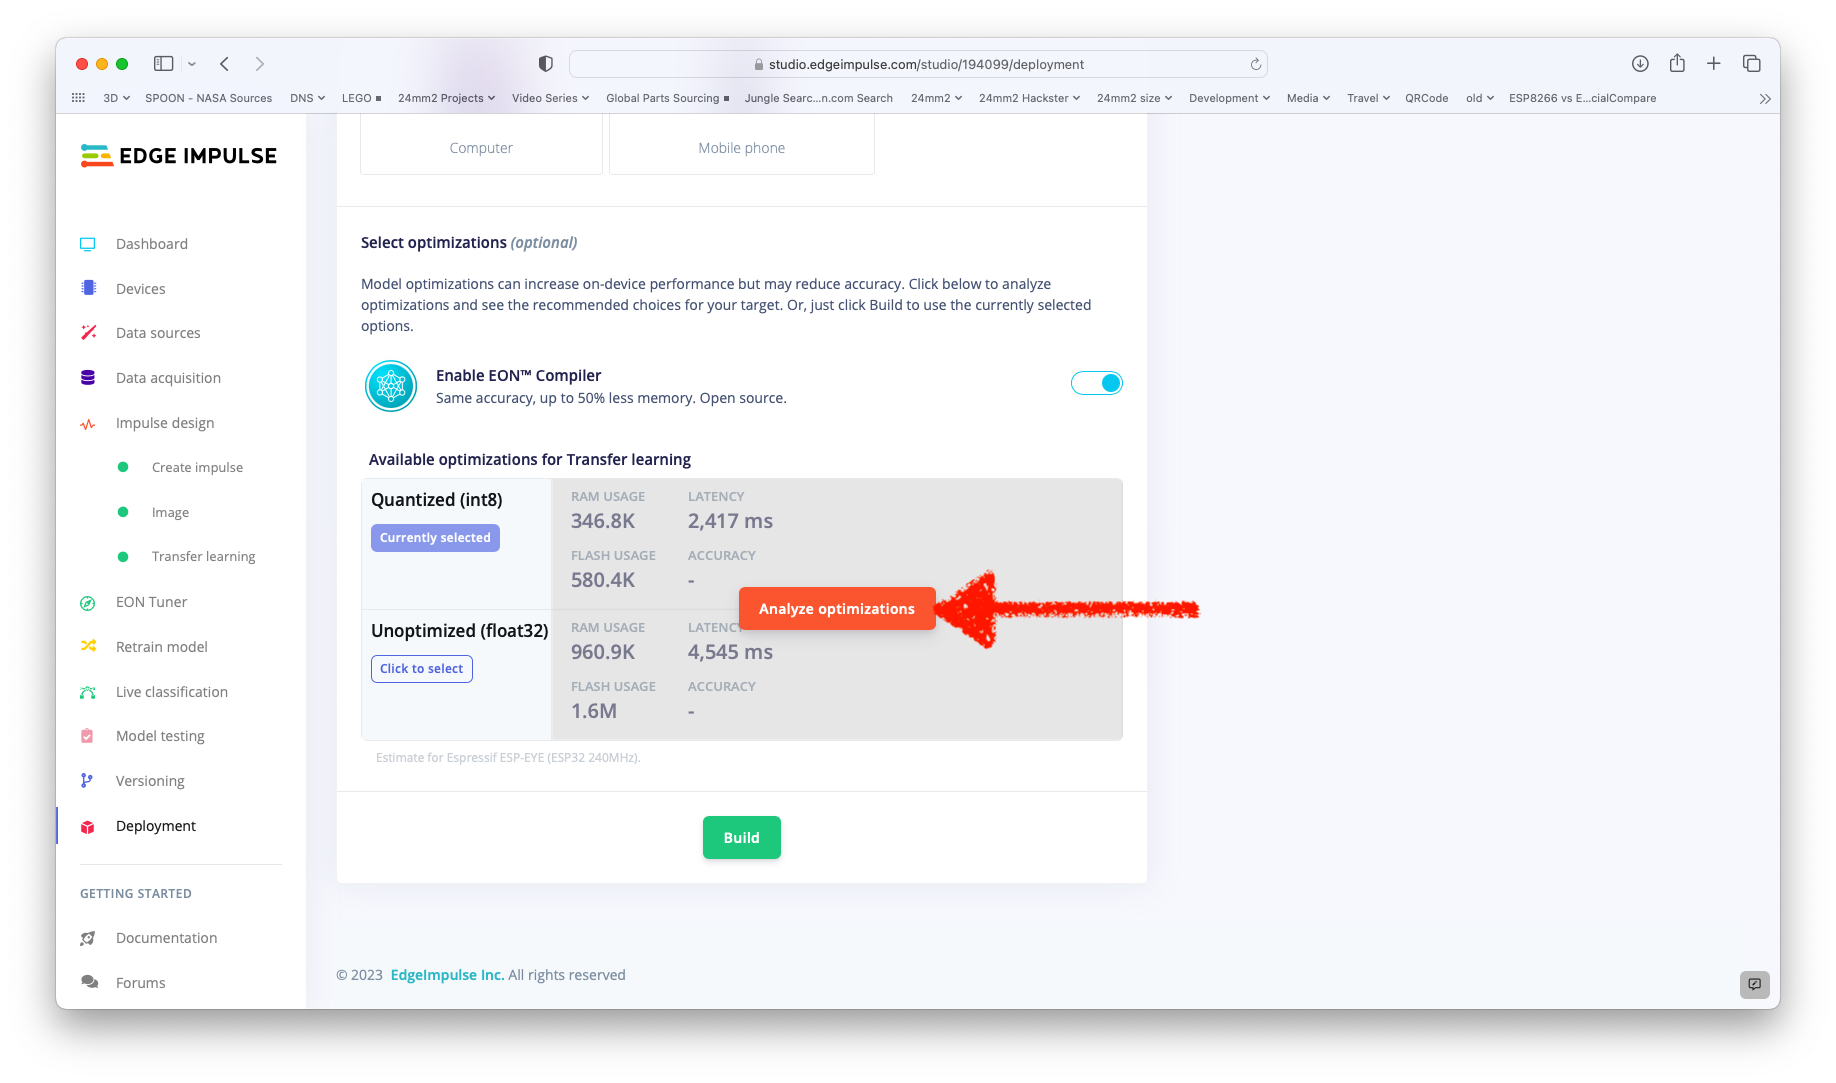 studio.edgeimpulse.com/studio/194099/deployment
3D SPOON - NASA Sources DNS LEGO 24mm2 Projects Video Series Global Parts Sourcing Jungle Searc...n.com Search 24mm2 24mm2 Hackster 24mm2 size Development Media Travel QRCode old ESP8266 vs E...cialCompare
EDGE IMPULSE
Dashboard
Devices
Data sources
Data acquisition
Impulse design
Create impulse
Image
Transfer learning
EON Tuner
Retrain model
Live classification
Model testing
Versioning
Deployment
GETTING STARTED
Documentation
Forums
Computer Mobile phone
Select optimizations (optional)
Model optimizations can increase on-device performance but may reduce accuracy. Click below to analyze
optimizations and see the recommended choices for your target. Or, just click Build to use the currently selected
options.
Enable EON™ Compiler
Same accuracy, up to 50% less memory. Open source.
Available optimizations for Transfer learning
Quantized (int8)
Currently selected
RAM USAGE LATENCY
346.8K 2,417 ms
FLASH USAGE ACCURACY
580.4K -
Analyze optimizations
Unoptimized (float32)
Click to select
RAM USAGE LATENCY
960.9K 4,545 ms
FLASH USAGE ACCURACY
1.6M -
Estimate for Espressif ESP-EYE (ESP32 240MHz).
Build
© 2023 EdgeImpulse Inc. All rights reserved